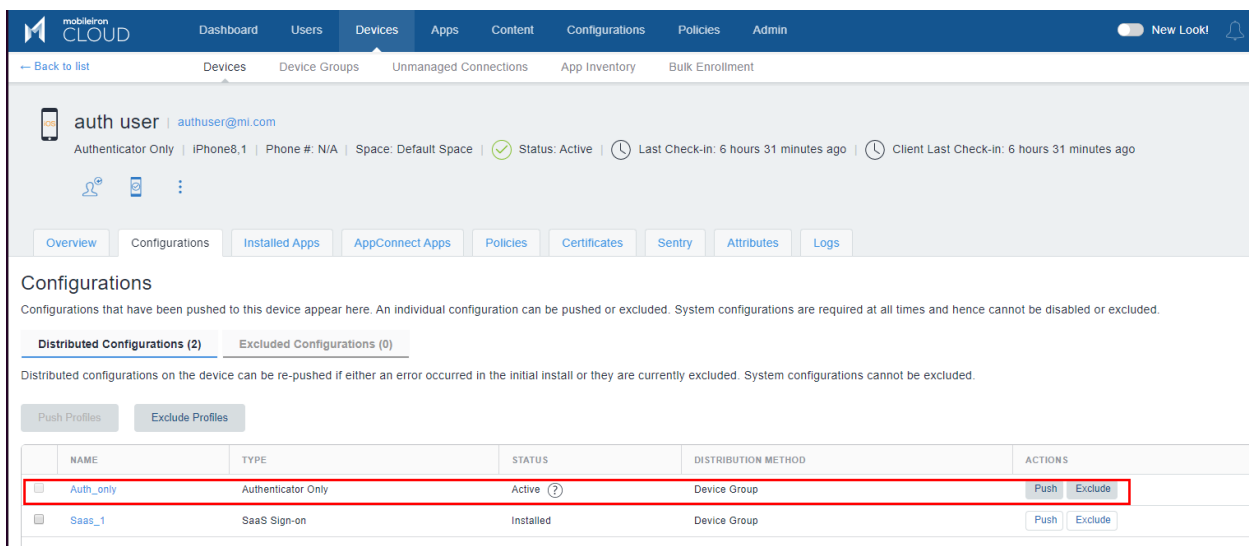 mobileiron
CLOUD
Dashboard Users Devices Apps Content Configurations Policies Admin New Look!
← Back to list Devices Device Groups Unmanaged Connections App Inventory Bulk Enrollment
iOS
auth user | authuser@mi.com
Authenticator Only | iPhone8,1 | Phone #: N/A | Space: Default Space | Status: Active | Last Check-in: 6 hours 31 minutes ago | Client Last Check-in: 6 hours 31 minutes ago
Overview Configurations Installed Apps AppConnect Apps Policies Certificates Sentry Attributes Logs
Configurations
Configurations that have been pushed to this device appear here. An individual configuration can be pushed or excluded. System configurations are required at all times and hence cannot be disabled or excluded.
Distributed Configurations (2) Excluded Configurations (0)
Distributed configurations on the device can be re-pushed if either an error occurred in the initial install or they are currently excluded. System configurations cannot be excluded.
Push Profiles Exclude Profiles
NAME TYPE STATUS DISTRIBUTION METHOD ACTIONS
Auth_only Authenticator Only Active ? Device Group Push Exclude
Saas_1 SaaS Sign-on Installed Device Group Push Exclude